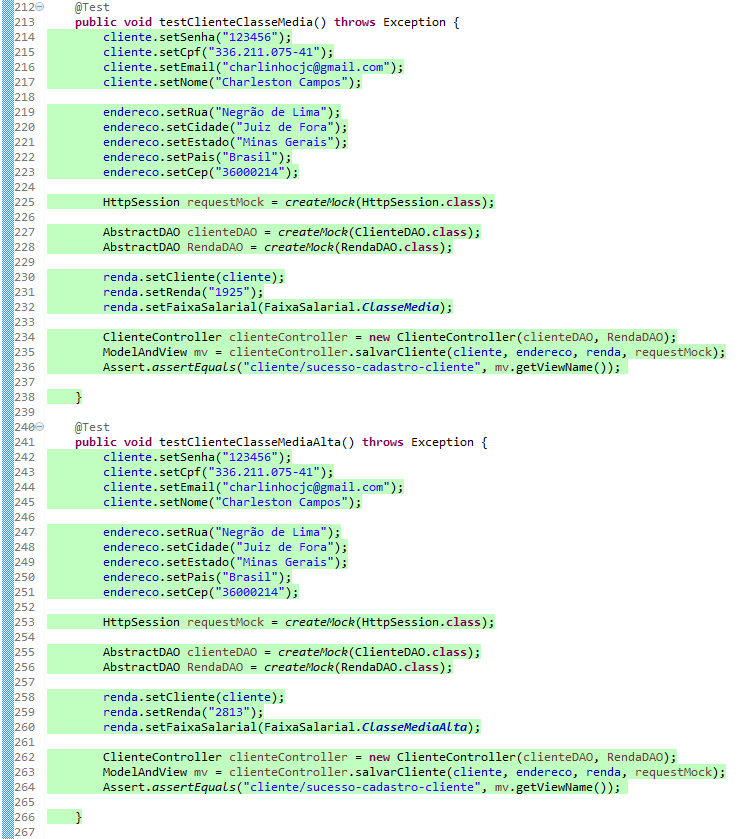 212 @Test
213 public void testClienteClasseMedia() throws Exception {
214 cliente.setSenha("123456");
215 cliente.setCpf("336.211.075-41");
216 cliente.setEmail("charlinhocjc@gmail.com");
217 cliente.setNome("Charleston Campos");
218
219 endereco.setRua("Negrão de Lima");
220 endereco.setCidade("Juiz de Fora");
221 endereco.setEstado("Minas Gerais");
222 endereco.setPais("Brasil");
223 endereco.setCep("36000214");
224
225 HttpSession requestMock = createMock(HttpSession.class);
226
227 AbstractDAO clienteDAO = createMock(ClienteDAO.class);
228 AbstractDAO RendaDAO = createMock(RendaDAO.class);
229
230 renda.setCliente(cliente);
231 renda.setRenda("1925");
232 renda.setFaixaSalarial(FaixaSalarial.ClasseMedia);
233
234 ClienteController clienteController = new ClienteController(clienteDAO, RendaDAO);
235 ModelAndView mv = clienteController.salvarCliente(cliente, endereco, renda, requestMock);
236 Assert.assertEquals("cliente/sucesso-cadastro-cliente", mv.getViewName());
237
238 }
239
240 @Test
241 public void testClienteClasseMediaAlta() throws Exception {
242 cliente.setSenha("123456");
243 cliente.setCpf("336.211.075-41");
244 cliente.setEmail("charlinhocjc@gmail.com");
245 cliente.setNome("Charleston Campos");
246
247 endereco.setRua("Negrão de Lima");
248 endereco.setCidade("Juiz de Fora");
249 endereco.setEstado("Minas Gerais");
250 endereco.setPais("Brasil");
251 endereco.setCep("36000214");
252
253 HttpSession requestMock = createMock(HttpSession.class);
254
255 AbstractDAO clienteDAO = createMock(ClienteDAO.class);
256 AbstractDAO RendaDAO = createMock(RendaDAO.class);
257
258 renda.setCliente(cliente);
259 renda.setRenda("2813");
260 renda.setFaixaSalarial(FaixaSalarial.ClasseMediaAlta);
261
262 ClienteController clienteController = new ClienteController(clienteDAO, RendaDAO);
263 ModelAndView mv = clienteController.salvarCliente(cliente, endereco, renda, requestMock);
264 Assert.assertEquals("cliente/sucesso-cadastro-cliente", mv.getViewName());
265
266 }
267